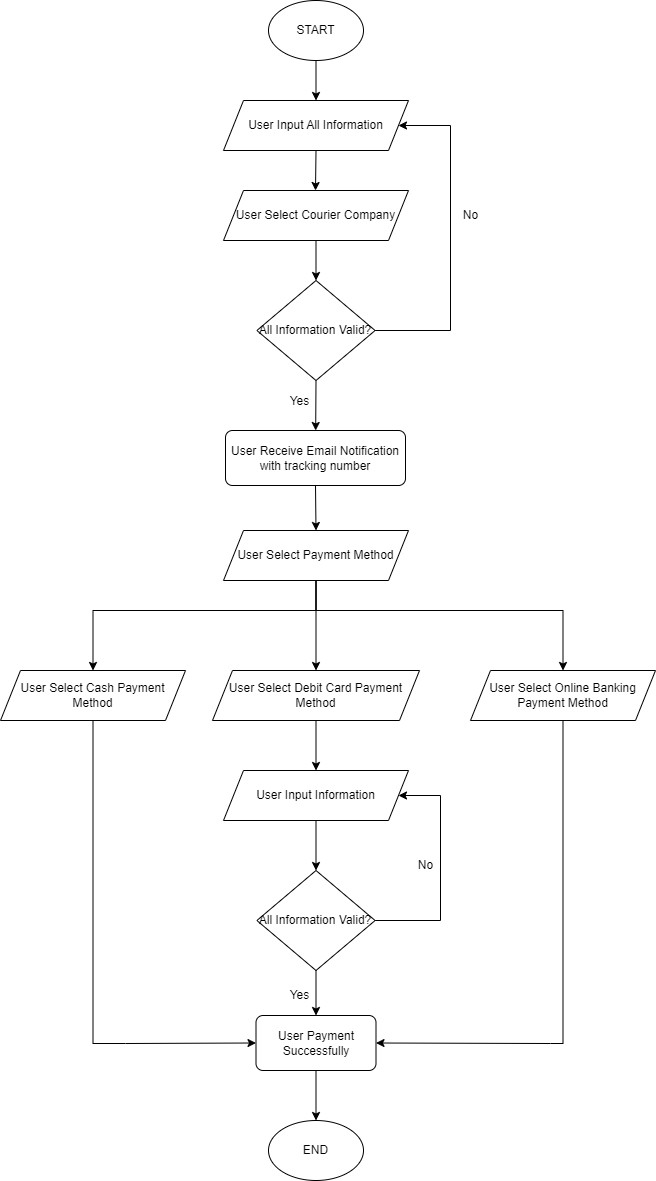 START
User Input All Information
User Select Courier Company
No
All Information Valid?
Yes
User Receive Email Notification
with tracking number
User Select Payment Method
User Select Cash Payment
Method
User Select Debit Card Payment
Method
User Select Online Banking
Payment Method
User Input Information
No
All Information Valid?
Yes
User Payment
Successfully
END